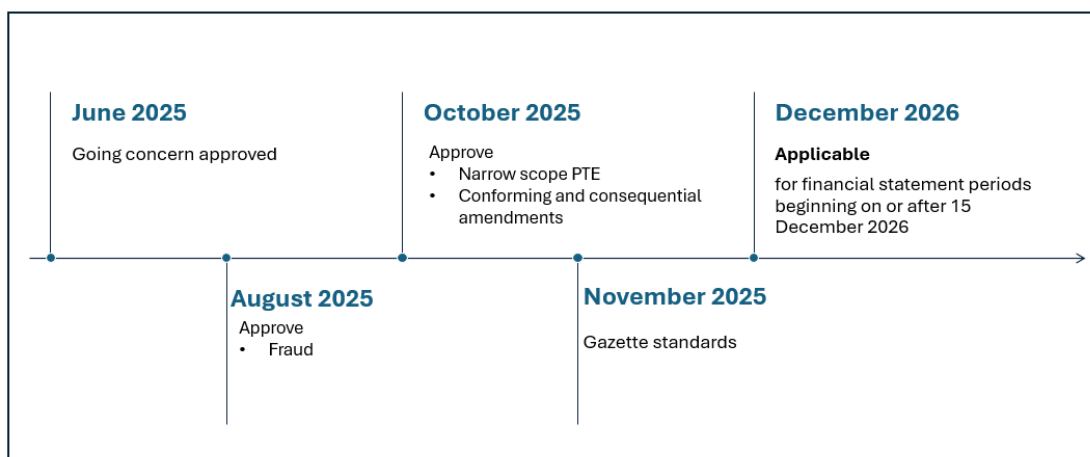 June 2025
Going concern approved
August 2025
Approve
• Fraud
October 2025
Approve
• Narrow scope PTE
• Conforming and consequential
amendments
November 2025
Gazette standards
December 2026
Applicable
for financial statement periods
beginning on or after 15
December 2026